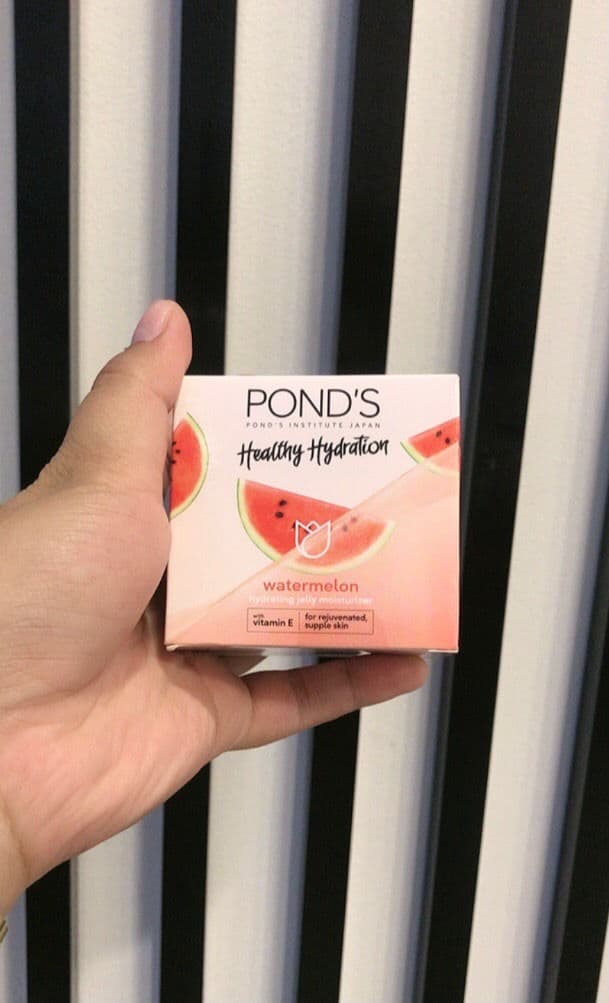 POND'S
POND'S INSTITUTE JAPAN
Healthy Hydration
watermelon
hydrating jelly moisturizer
with
vitamin E
for rejuvenated,
supple skin